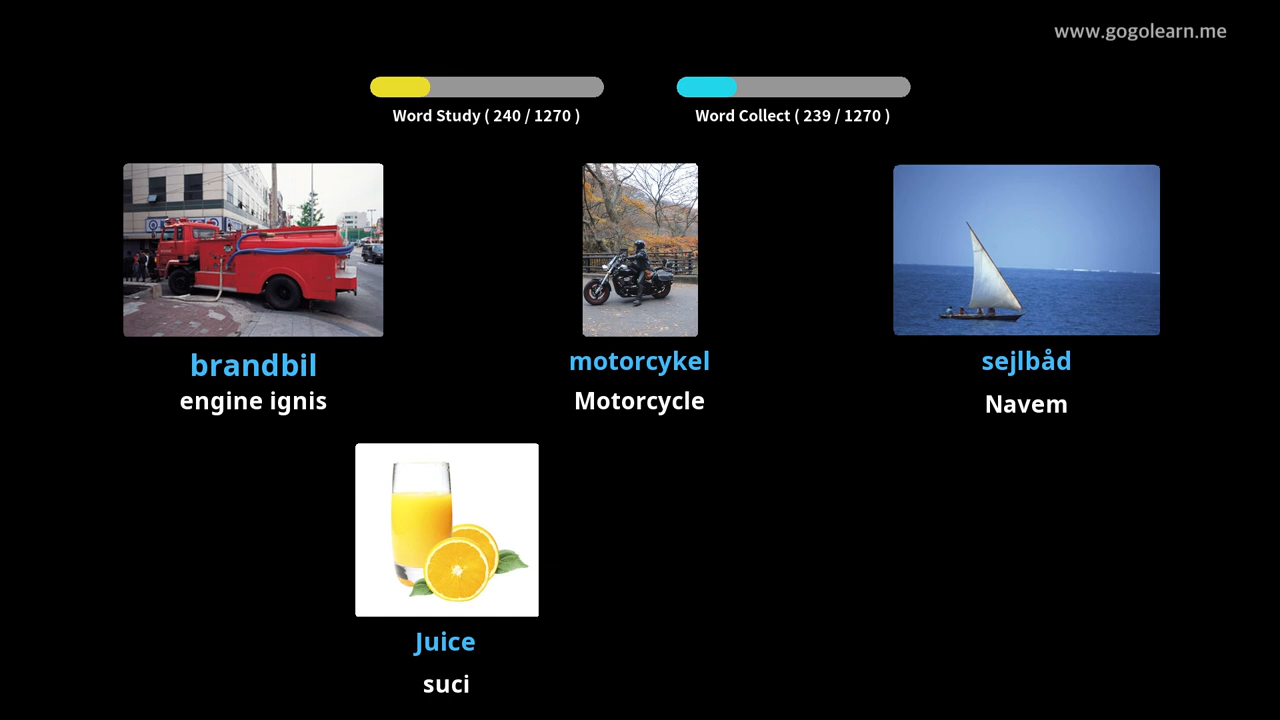 www.gogolearn.me
Word Study ( 240 / 1270 )
Word Collect ( 239 / 1270 )
brandbil
engine ignis
motorcykel
Motorcycle
sejlbåd
Navem
Juice
suci